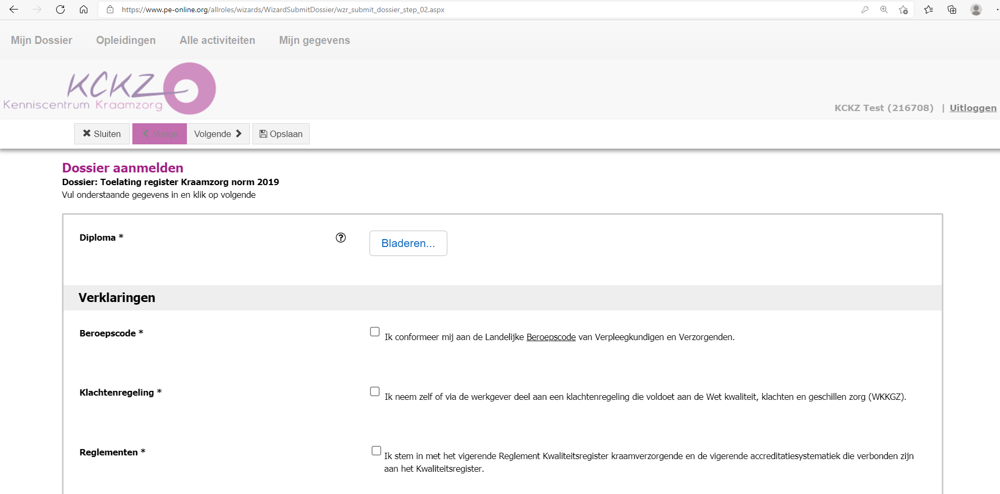 https://www.pe-online.org/allroles/wizards/WizardSubmitDossier/wzr_submit_dossier_step_02.aspx
Mijn Dossier Opleidingen Alle activiteiten Mijn gegevens
KCKZ
Kenniscentrum Kraamzorg
KCKZ Test (216708) | Uitloggen
Sluiten Vorige Volgende Opslaan
Dossier aanmelden
Dossier: Toelating register Kraamzorg norm 2019
Vul onderstaande gegevens in en klik op volgende
Diploma * Bladeren...
Verklaringen
Beroepscode * Ik conformeer mij aan de Landelijke Beroepscode van Verpleegkundigen en Verzorgenden.
Klachtenregeling * Ik neem zelf of via de werkgever deel aan een klachtenregeling die voldoet aan de Wet kwaliteit, klachten en geschillen zorg (WKKGZ).
Reglementen * Ik stem in met het vigerende Reglement Kwaliteitsregister kraamverzorgende en de vigerende accreditatiesystematiek die verbonden zijn
aan het Kwaliteitsregister.